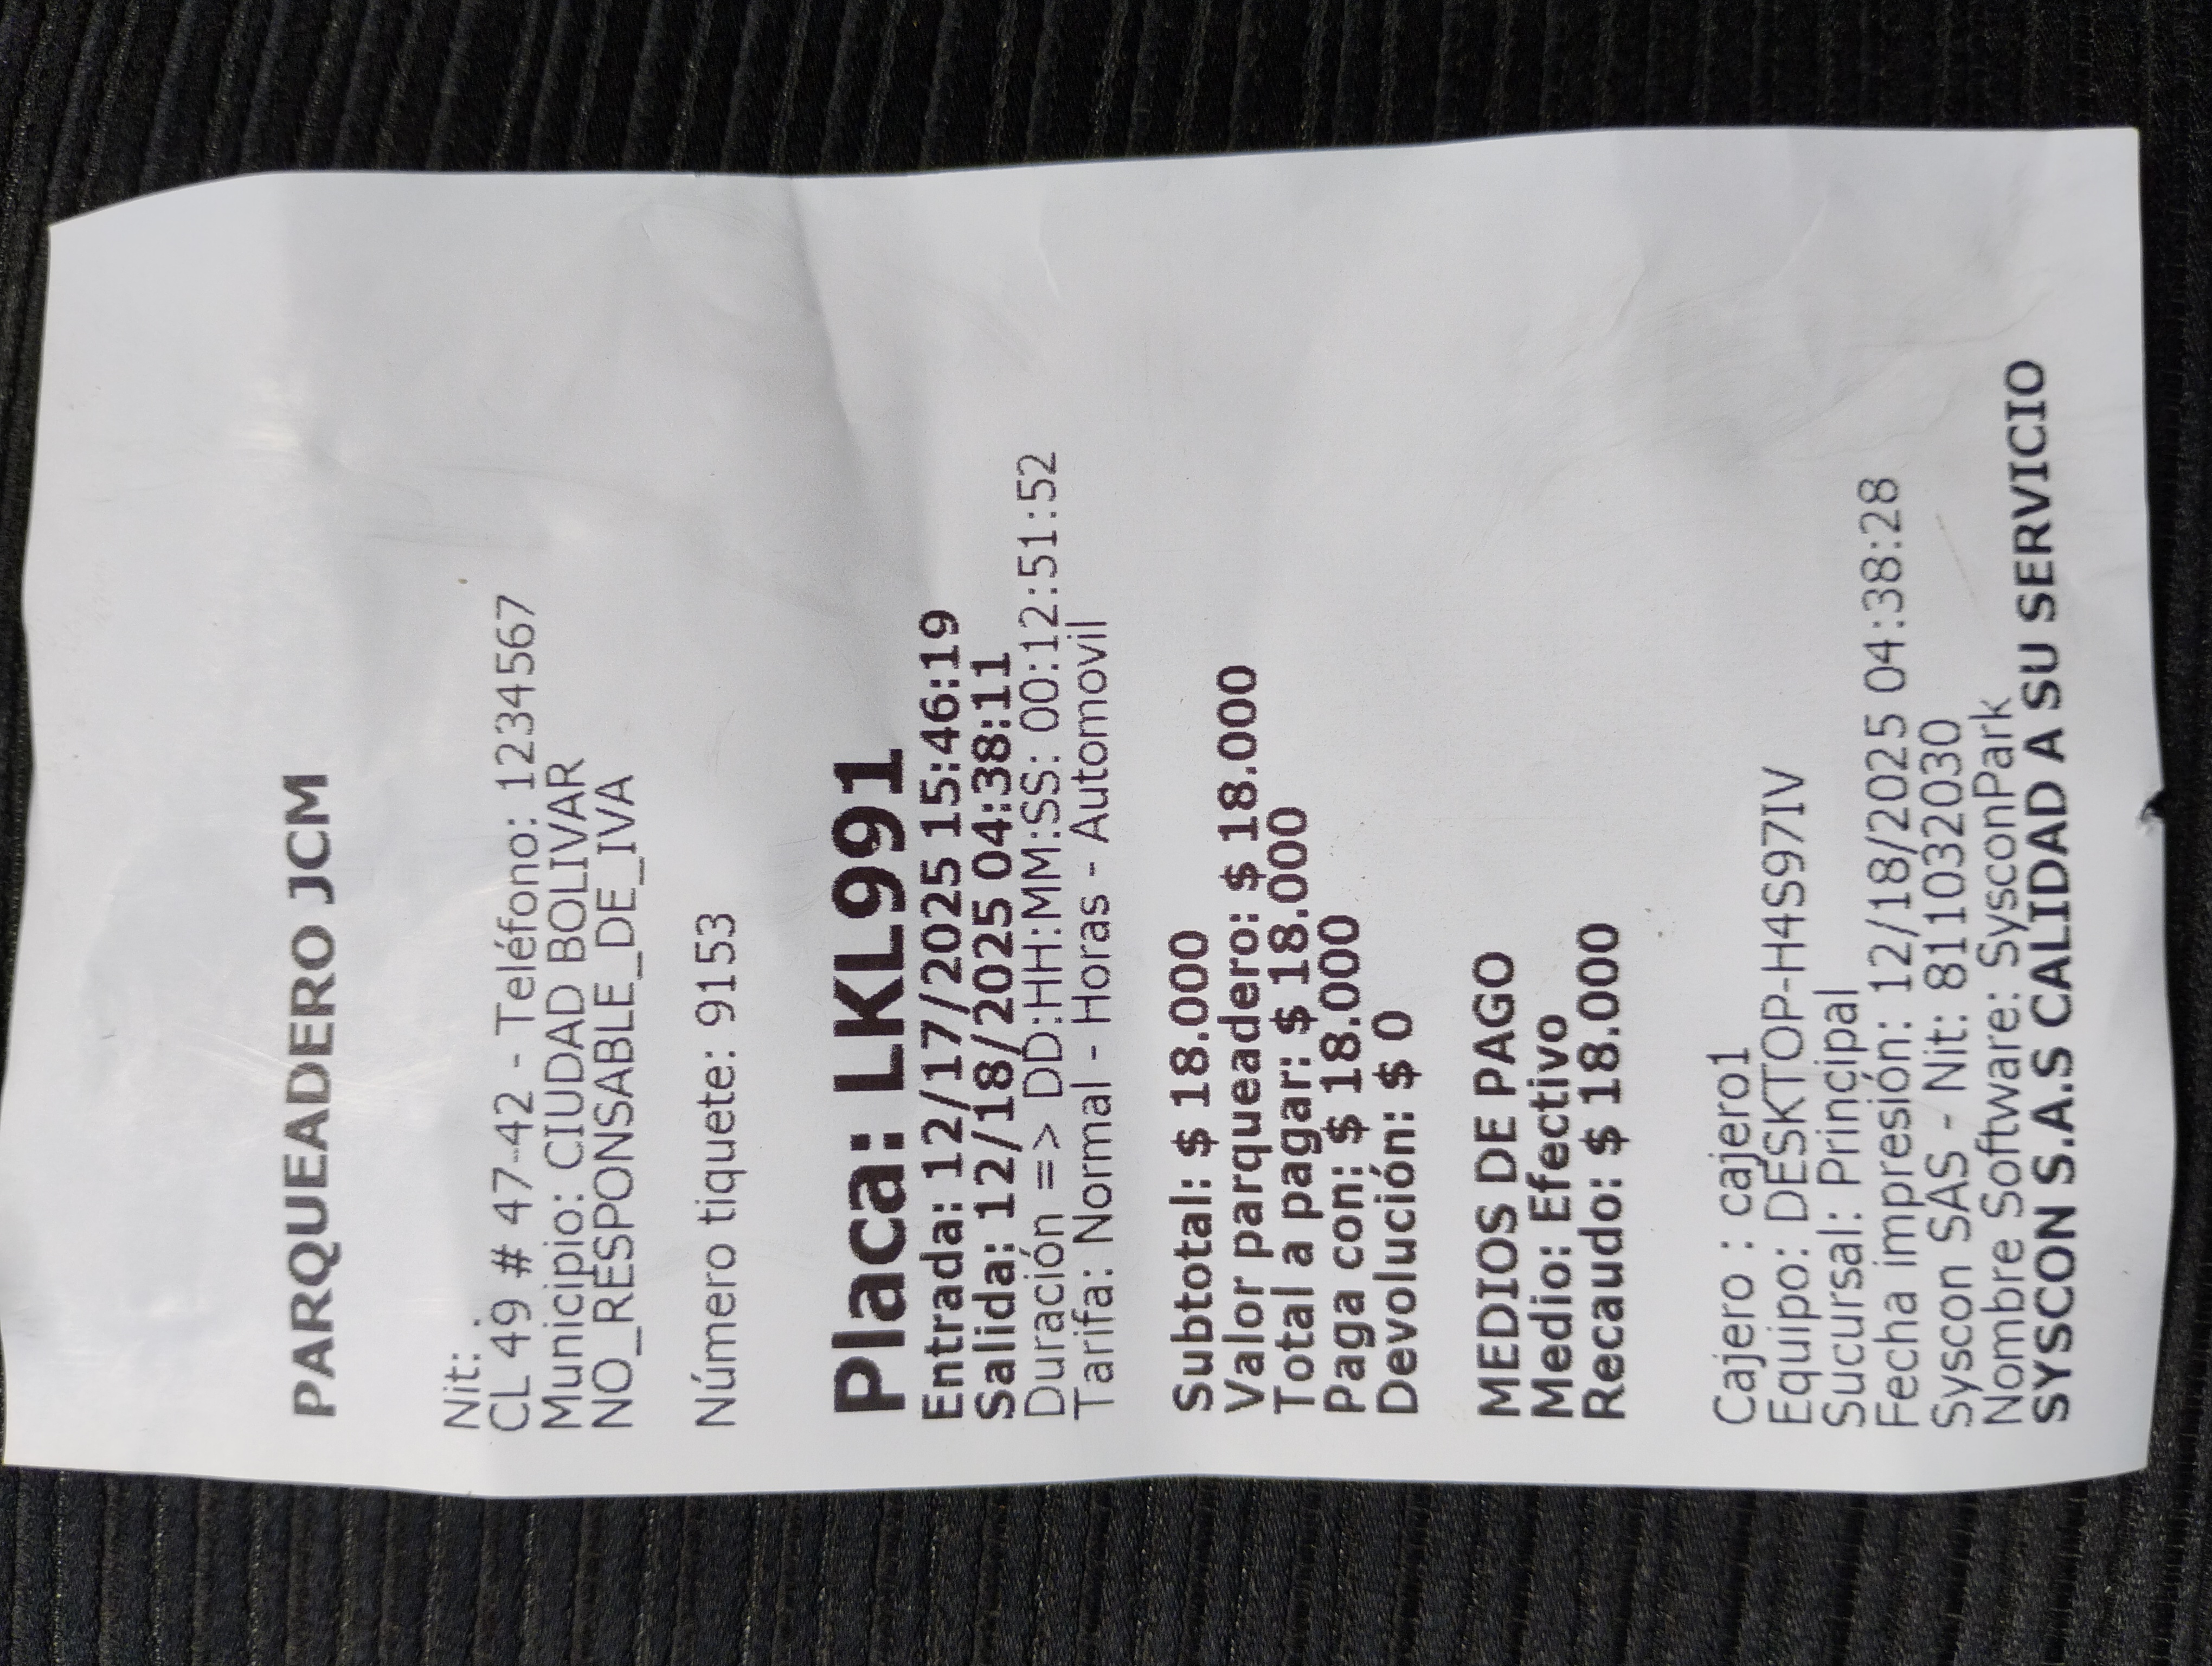 PARQUEADERO JCM
Nit: .
CL 49 # 47-42 - Teléfono: 1234567
Municipio: CIUDAD BOLIVAR
NO_RESPONSABLE_DE_IVA
Número tiquete: 9153
Placa: LKL991
Entrada: 12/17/2025 15:46:19
Salida: 12/18/2025 04:38:11
Duración => DD:HH:MM:SS: 00:12:51:52
Tarifa: Normal - Horas - Automovil
Subtotal: $ 18.000
Valor parqueadero: $ 18.000
Total a pagar: $ 18.000
Paga con: $ 18.000
Devolución: $ 0
MEDIOS DE PAGO
Medio: Efectivo
Recaudo: $ 18.000
Cajero : cajero1
Equipo: DESKTOP-H4S97IV
Sucursal: Principal
Fecha impresión: 12/18/2025 04:38:28
Syscon SAS - Nit: 811032030
Nombre Software: SysconPark
SYSCON S.A.S CALIDAD A SU SERVICIO